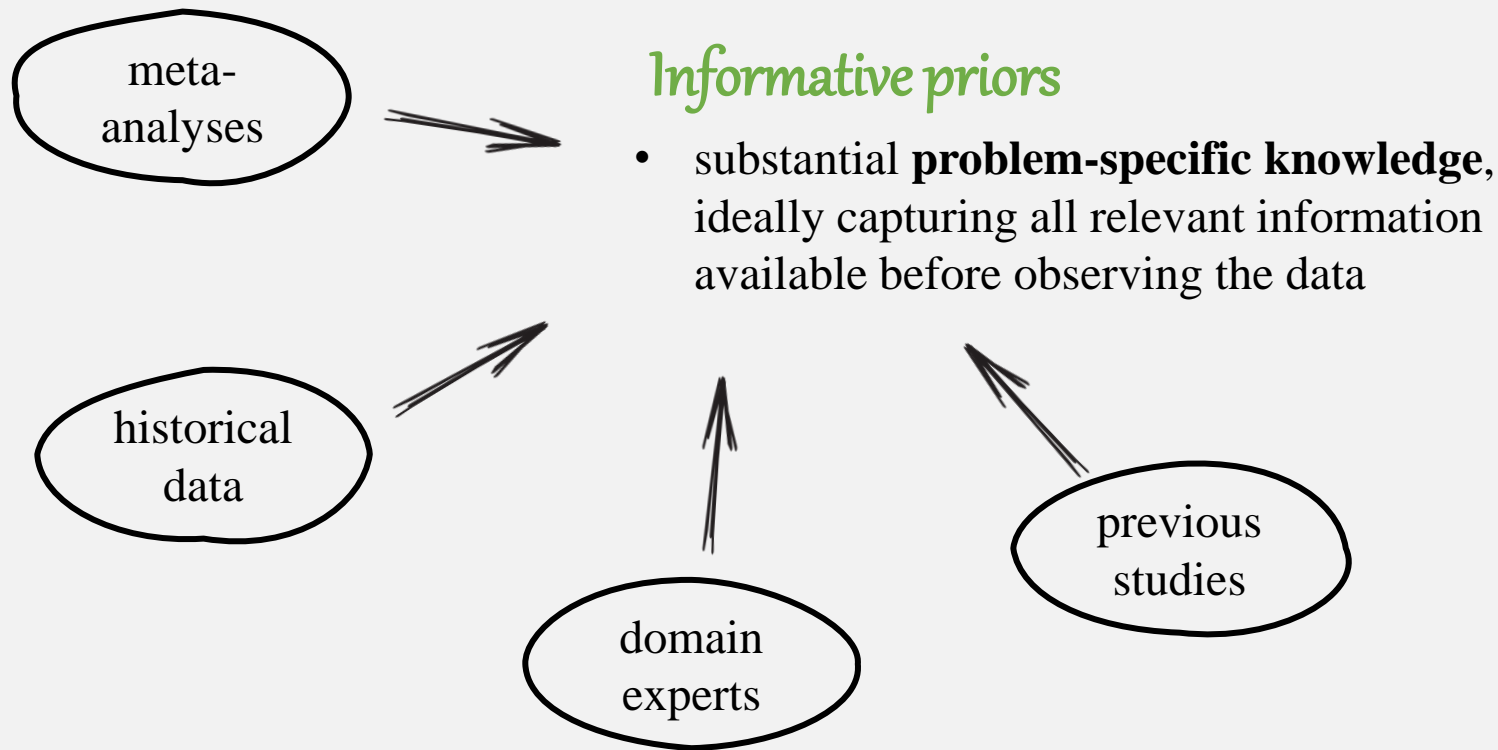 meta-
analyses
Informative priors
• substantial problem-specific knowledge,
ideally capturing all relevant information
available before observing the data
historical
data
previous
studies
domain
experts